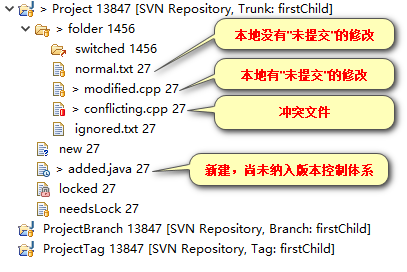 > Project 13847 [SVN Repository, Trunk: firstChild]
> folder 1456
switched 1456
本地没有"未提交"的修改
normal.txt 27
> modified.cpp 27
本地有"未提交"的修改
> conflicting.cpp 27
冲突文件
ignored.txt 27
new 27
> added.java 27
新建，尚未纳入版本控制体系
locked 27
needsLock 27
ProjectBranch 13847 [SVN Repository, Branch: firstChild]
ProjectTag 13847 [SVN Repository, Tag: firstChild]